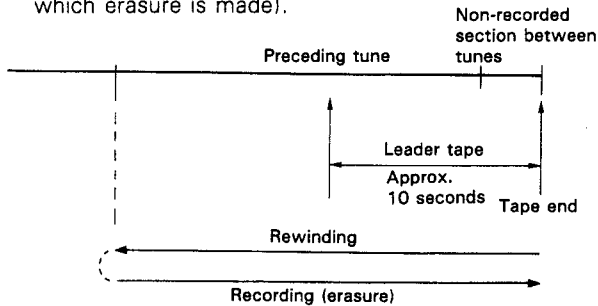 which erasure is made).
Non-recorded
section between
tunes
Preceding tune
Leader tape
Approx.
10 seconds
Tape end
Rewinding
Recording (erasure)